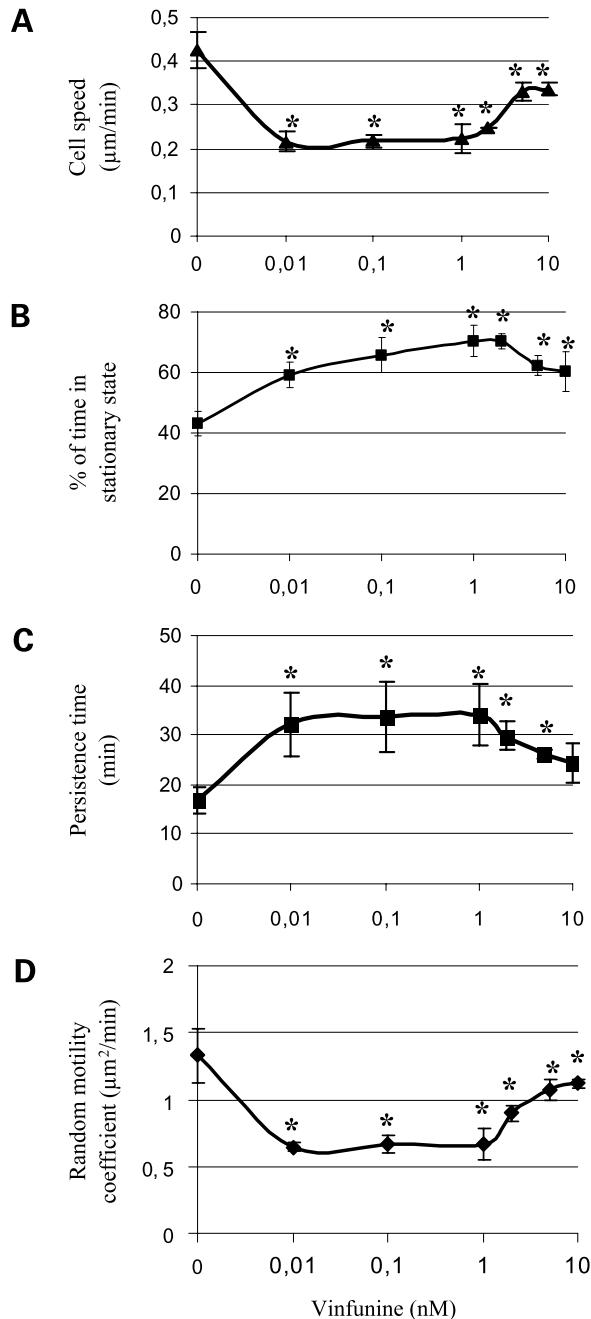 A
Cell speed
(μm/min)
0,5
0,4
0,3
0,2
0,1
0
* * * * * *
0 0,01 0,1 1 10
B
% of time in
stationary state
80
60
40
20
0
* * * * * *
0 0,01 0,1 1 10
C
Persistence time
(min)
50
40
30
20
10
0
* * * * *
0 0,01 0,1 1 10
D
Random motility
coefficient (μm²/min)
2
1, 5
1
0, 5
0
* * * * * *
0 0,01 0,1 1 10
Vinfunine (nM)